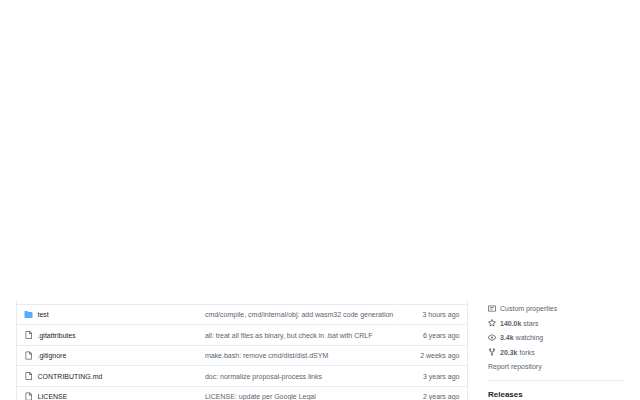 test cmd/compile, cmd/internal/obj: add wasm32 code generation 3 hours ago
.gitattributes all: treat all files as binary, but check in .bat with CRLF 6 years ago
.gitignore make.bash: remove cmd/dist/dist.dSYM 2 weeks ago
CONTRIBUTING.md doc: normalize proposal-process links 3 years ago
LICENSE LICENSE: update per Google Legal 2 years ago
Custom properties
140.0k stars
3.4k watching
20.3k forks
Report repository
Releases